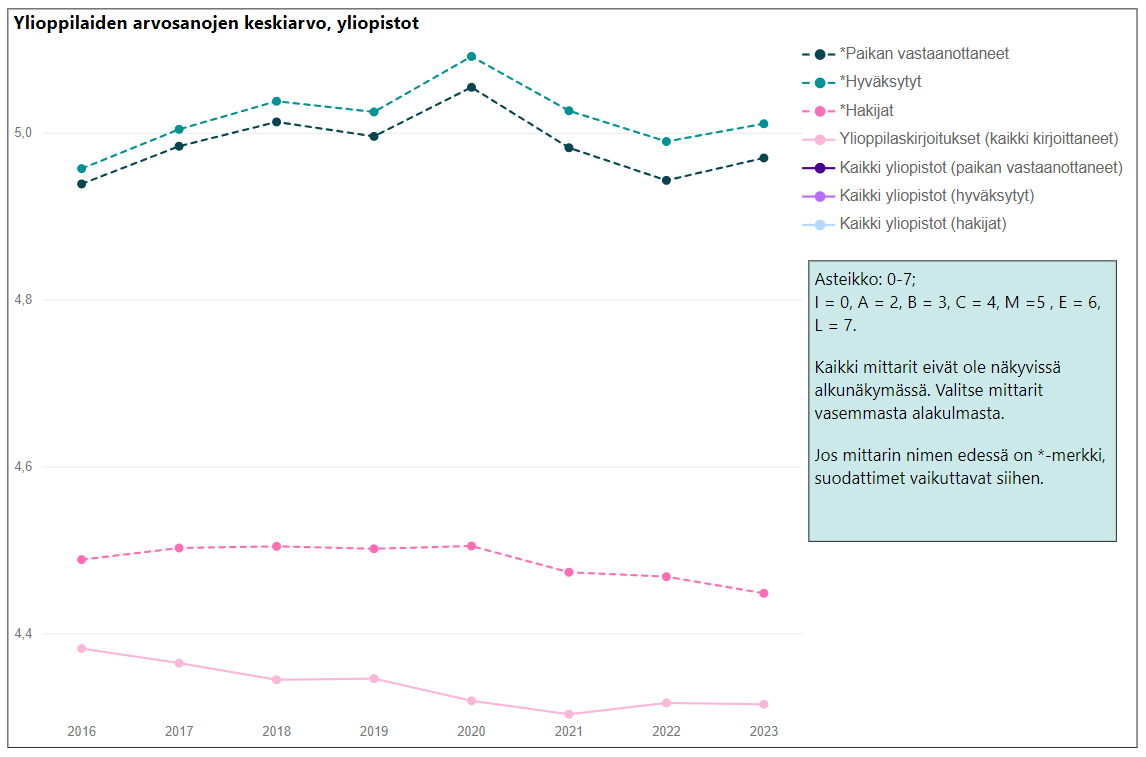 Ylioppilaiden arvosanojen keskiarvo, yliopistot
*Paikan vastaanottaneet
*Hyväksytyt
*Hakijat
Ylioppilaskirjoitukset (kaikki kirjoittaneet)
Kaikki yliopistot (paikan vastaanottaneet)
Kaikki yliopistot (hyväksytyt)
Kaikki yliopistot (hakijat)
5,0
4,8
4,6
4,4
2016 2017 2018 2019 2020 2021 2022 2023
Asteikko: 0-7;
I = 0, A = 2, B = 3, C = 4, M =5 , E = 6,
L = 7.
Kaikki mittarit eivät ole näkyvissä
alkunäkymässä. Valitse mittarit
vasemmasta alakulmasta.
Jos mittarin nimen edessä on *-merkki,
suodattimet vaikuttavat siihen.